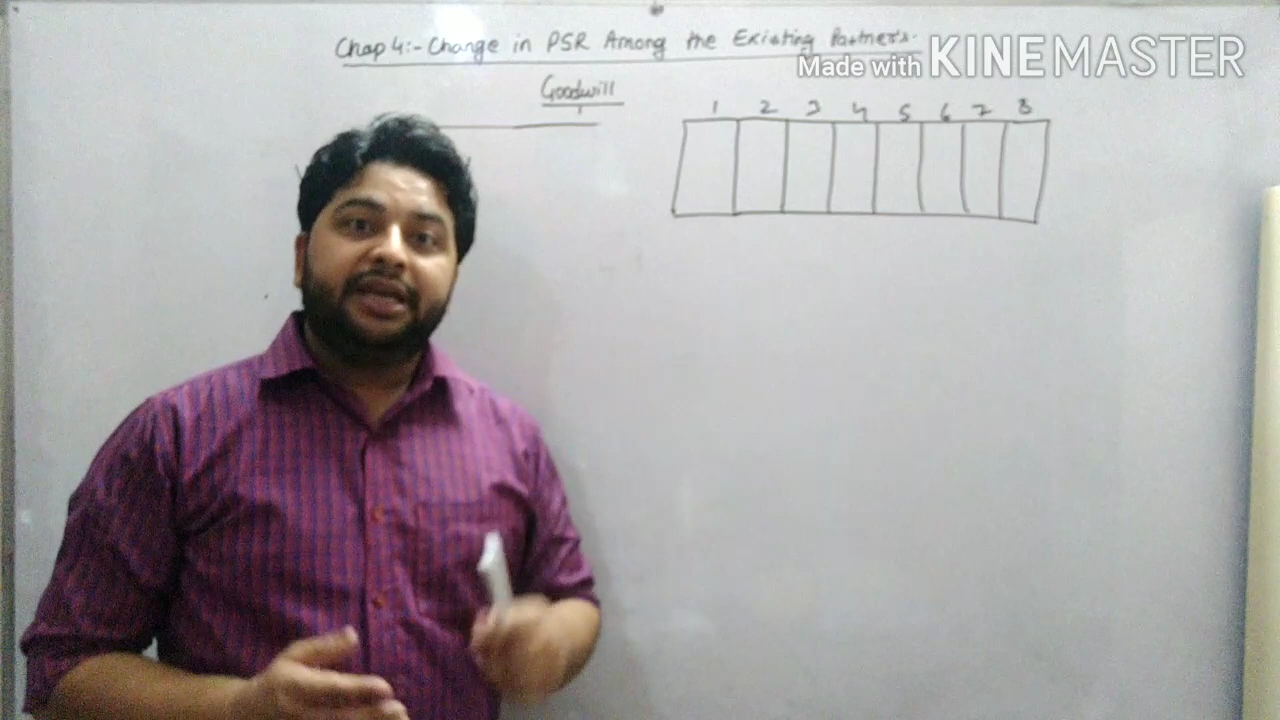 Chap 4:- Change in PSR Among the Existing Partner's.
Made with KINEMASTER
Goodwill
1 2 3 4 5 6 7 8